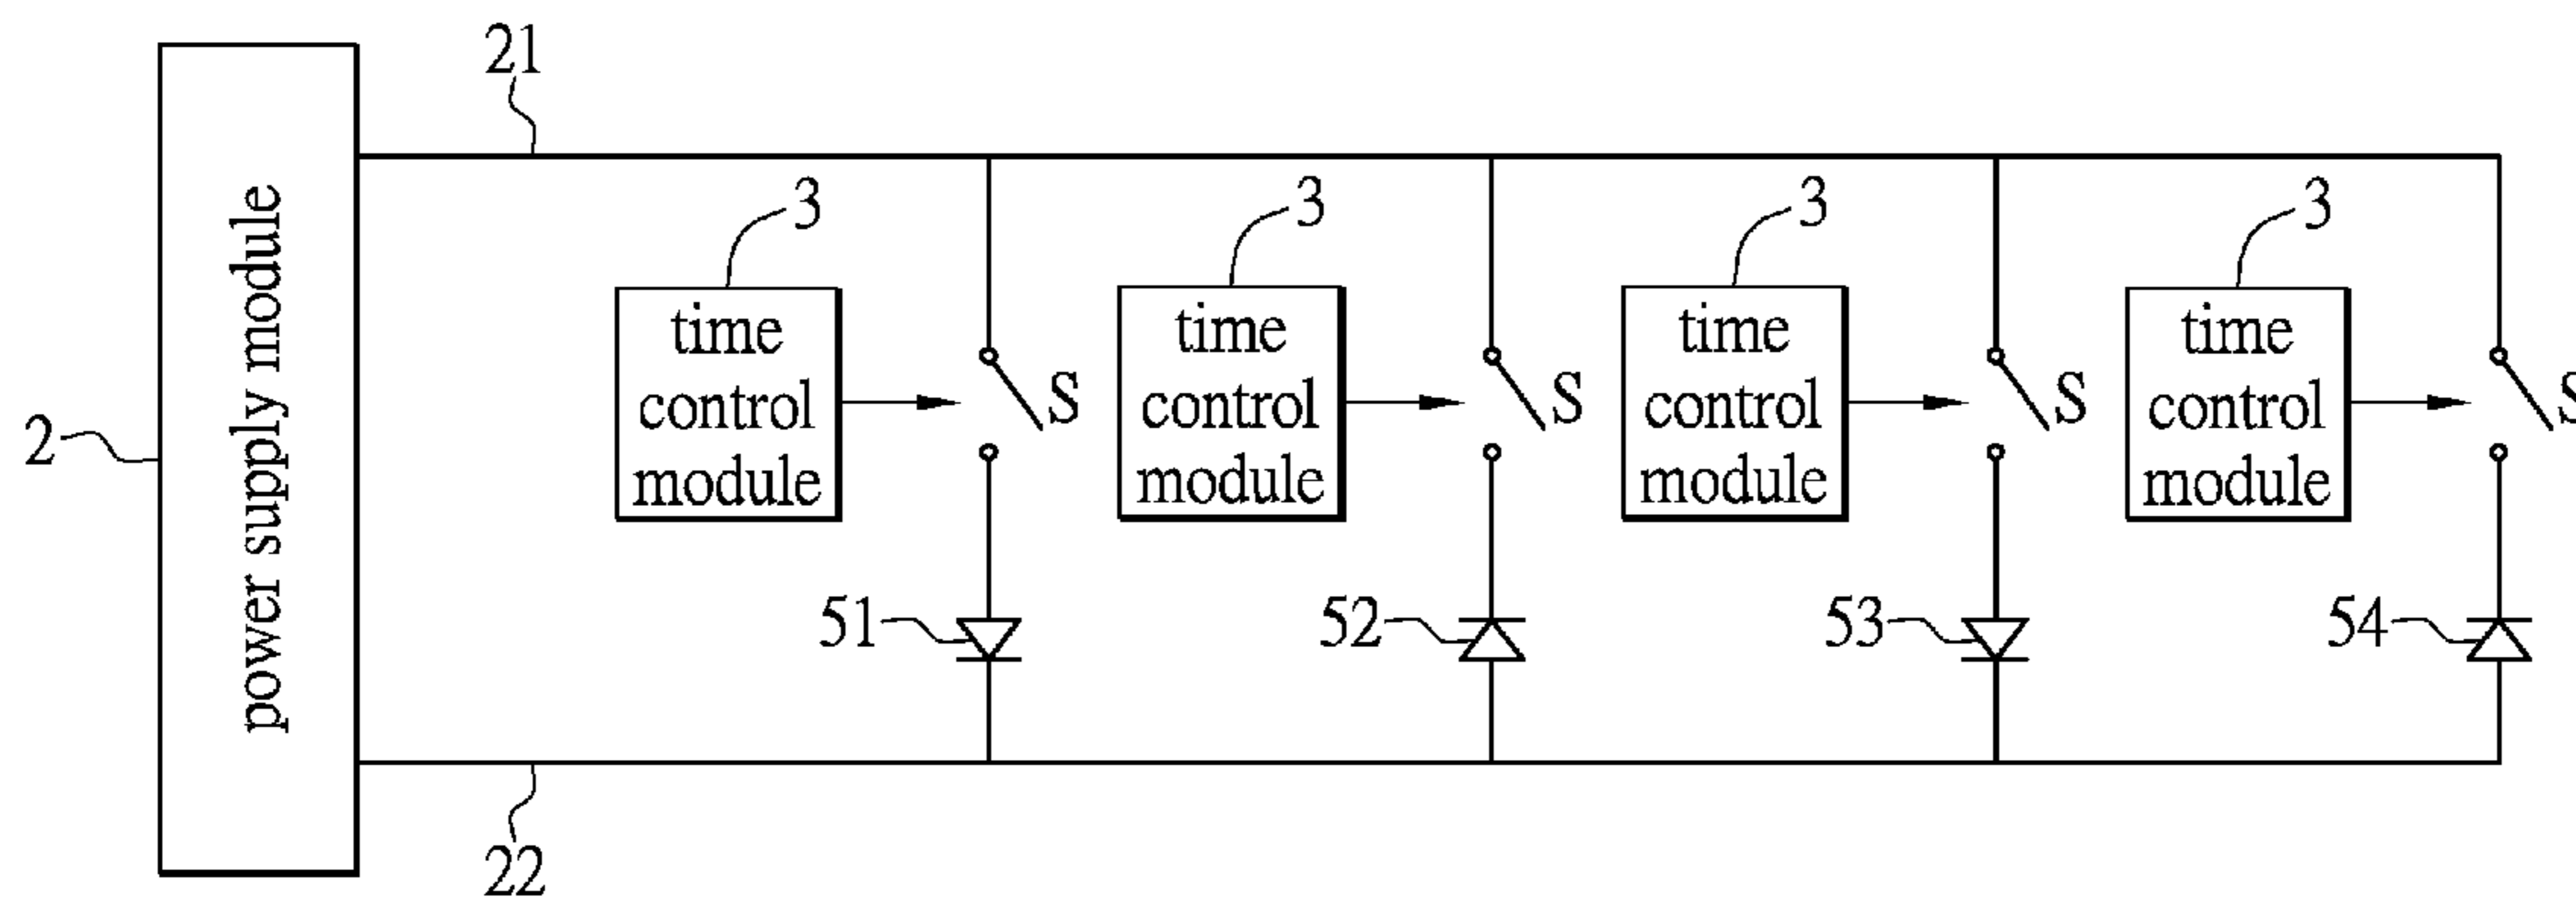 21
3
3
3
3
time
control
module
time
control
module
time
control
module
time
control
module
S
S
S
S
2
power supply module
51
52
53
54
22